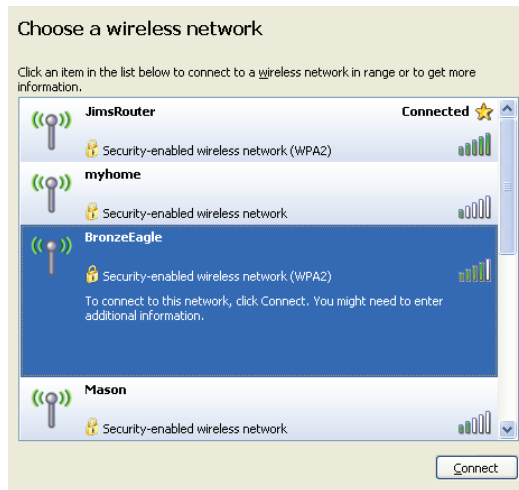 Choose a wireless network
Click an item in the list below to connect to a wireless network in range or to get more
information.
JimsRouter
Connected
Security-enabled wireless network (WPA2)
myhome
Security-enabled wireless network
BronzeEagle
Security-enabled wireless network (WPA2)
To connect to this network, click Connect. You might need to enter
additional information.
Mason
Security-enabled wireless network
Connect